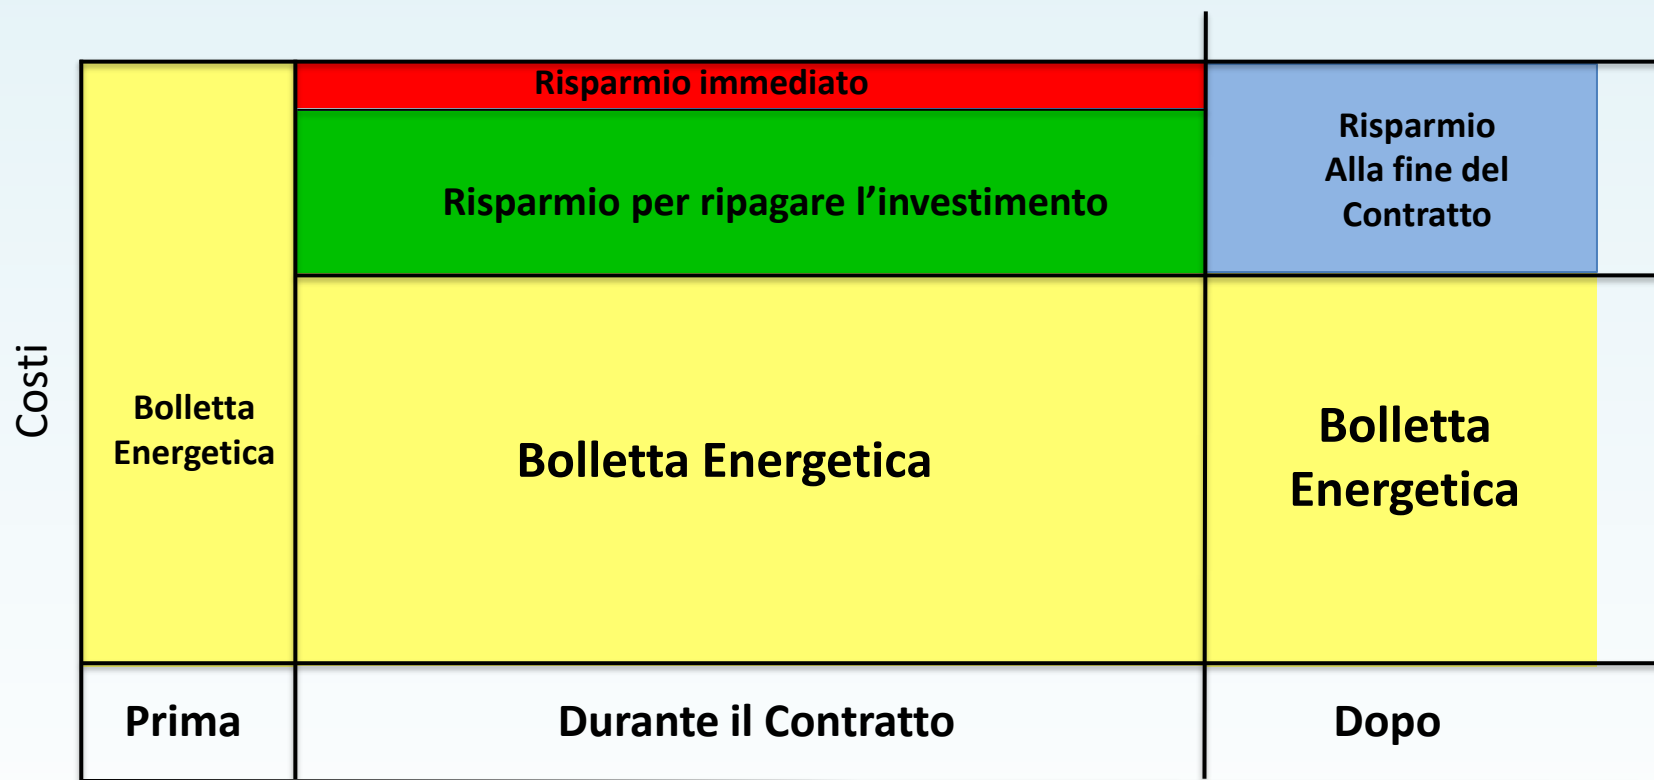 Risparmio immediato
Risparmio per ripagare l’investimento
Risparmio
Alla fine del
Contratto
Costi
Bolletta
Energetica
Bolletta Energetica
Bolletta
Energetica
Prima
Durante il Contratto
Dopo